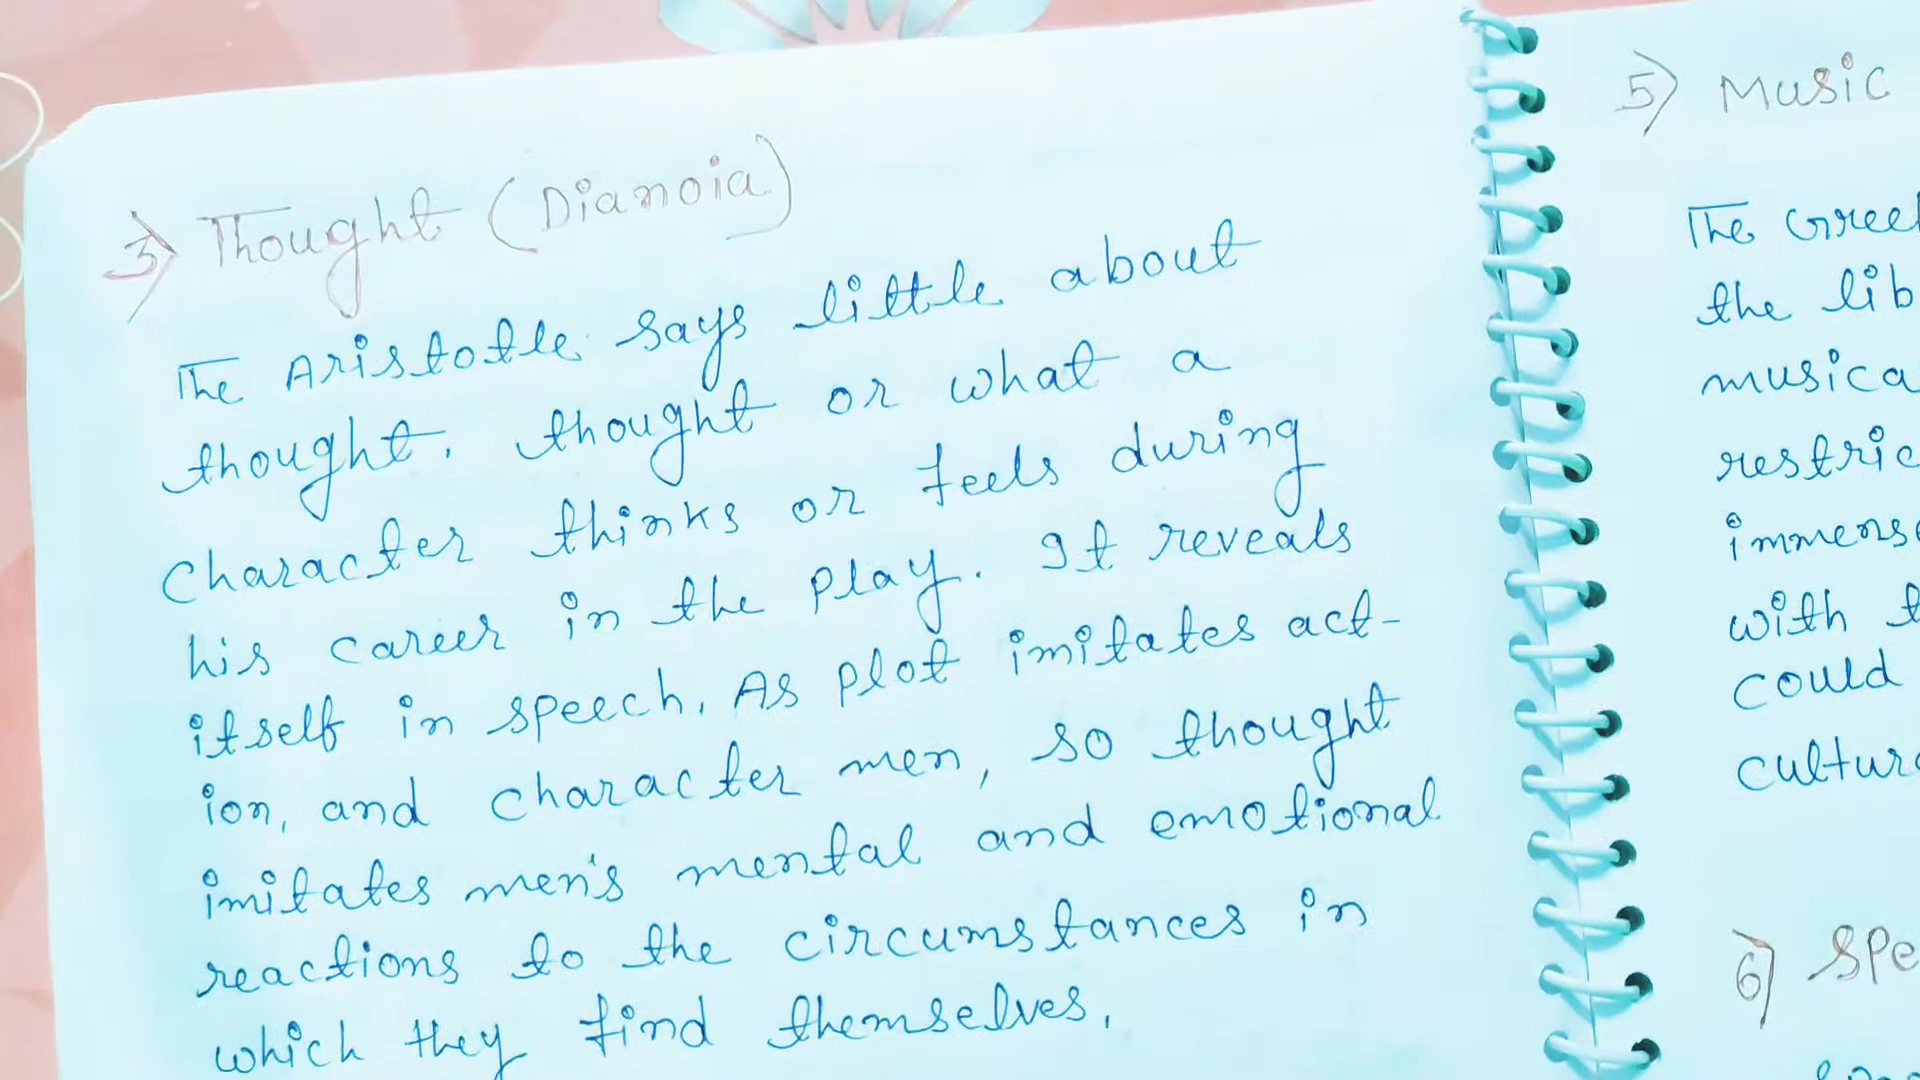 3) Thought (Dianoia)
The Aristotle says little about
thought. thought or what a
character thinks or feels during
his career in the play. It reveals
itself in speech. As plot imitates act-
ion, and character men, so thought
imitates men's mental and emotional
reactions to the circumstances in
which they find themselves.
5) Music
The Greek
the lib
musica
restric
immense
with t
could
cultur
6) Spe